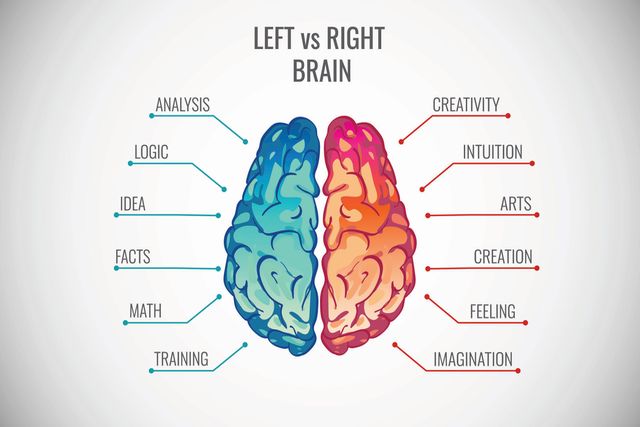 LEFT vs RIGHT
BRAIN
ANALYSIS
LOGIC
IDEA
FACTS
MATH
TRAINING
CREATIVITY
INTUITION
ARTS
CREATION
FEELING
IMAGINATION